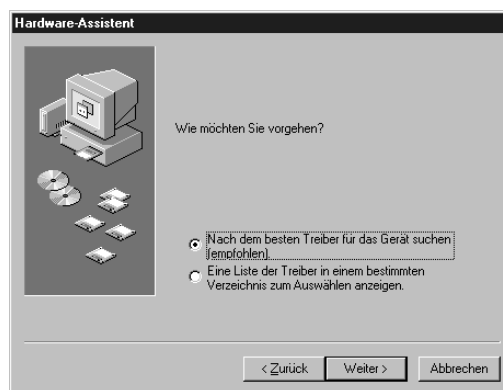 Hardware-Assistent
Wie möchten Sie vorgehen?
Nach dem besten Treiber für das Gerät suchen
(empfohlen).
Eine Liste der Treiber in einem bestimmten
Verzeichnis zum Auswählen anzeigen.
< Zurück Weiter > Abbrechen